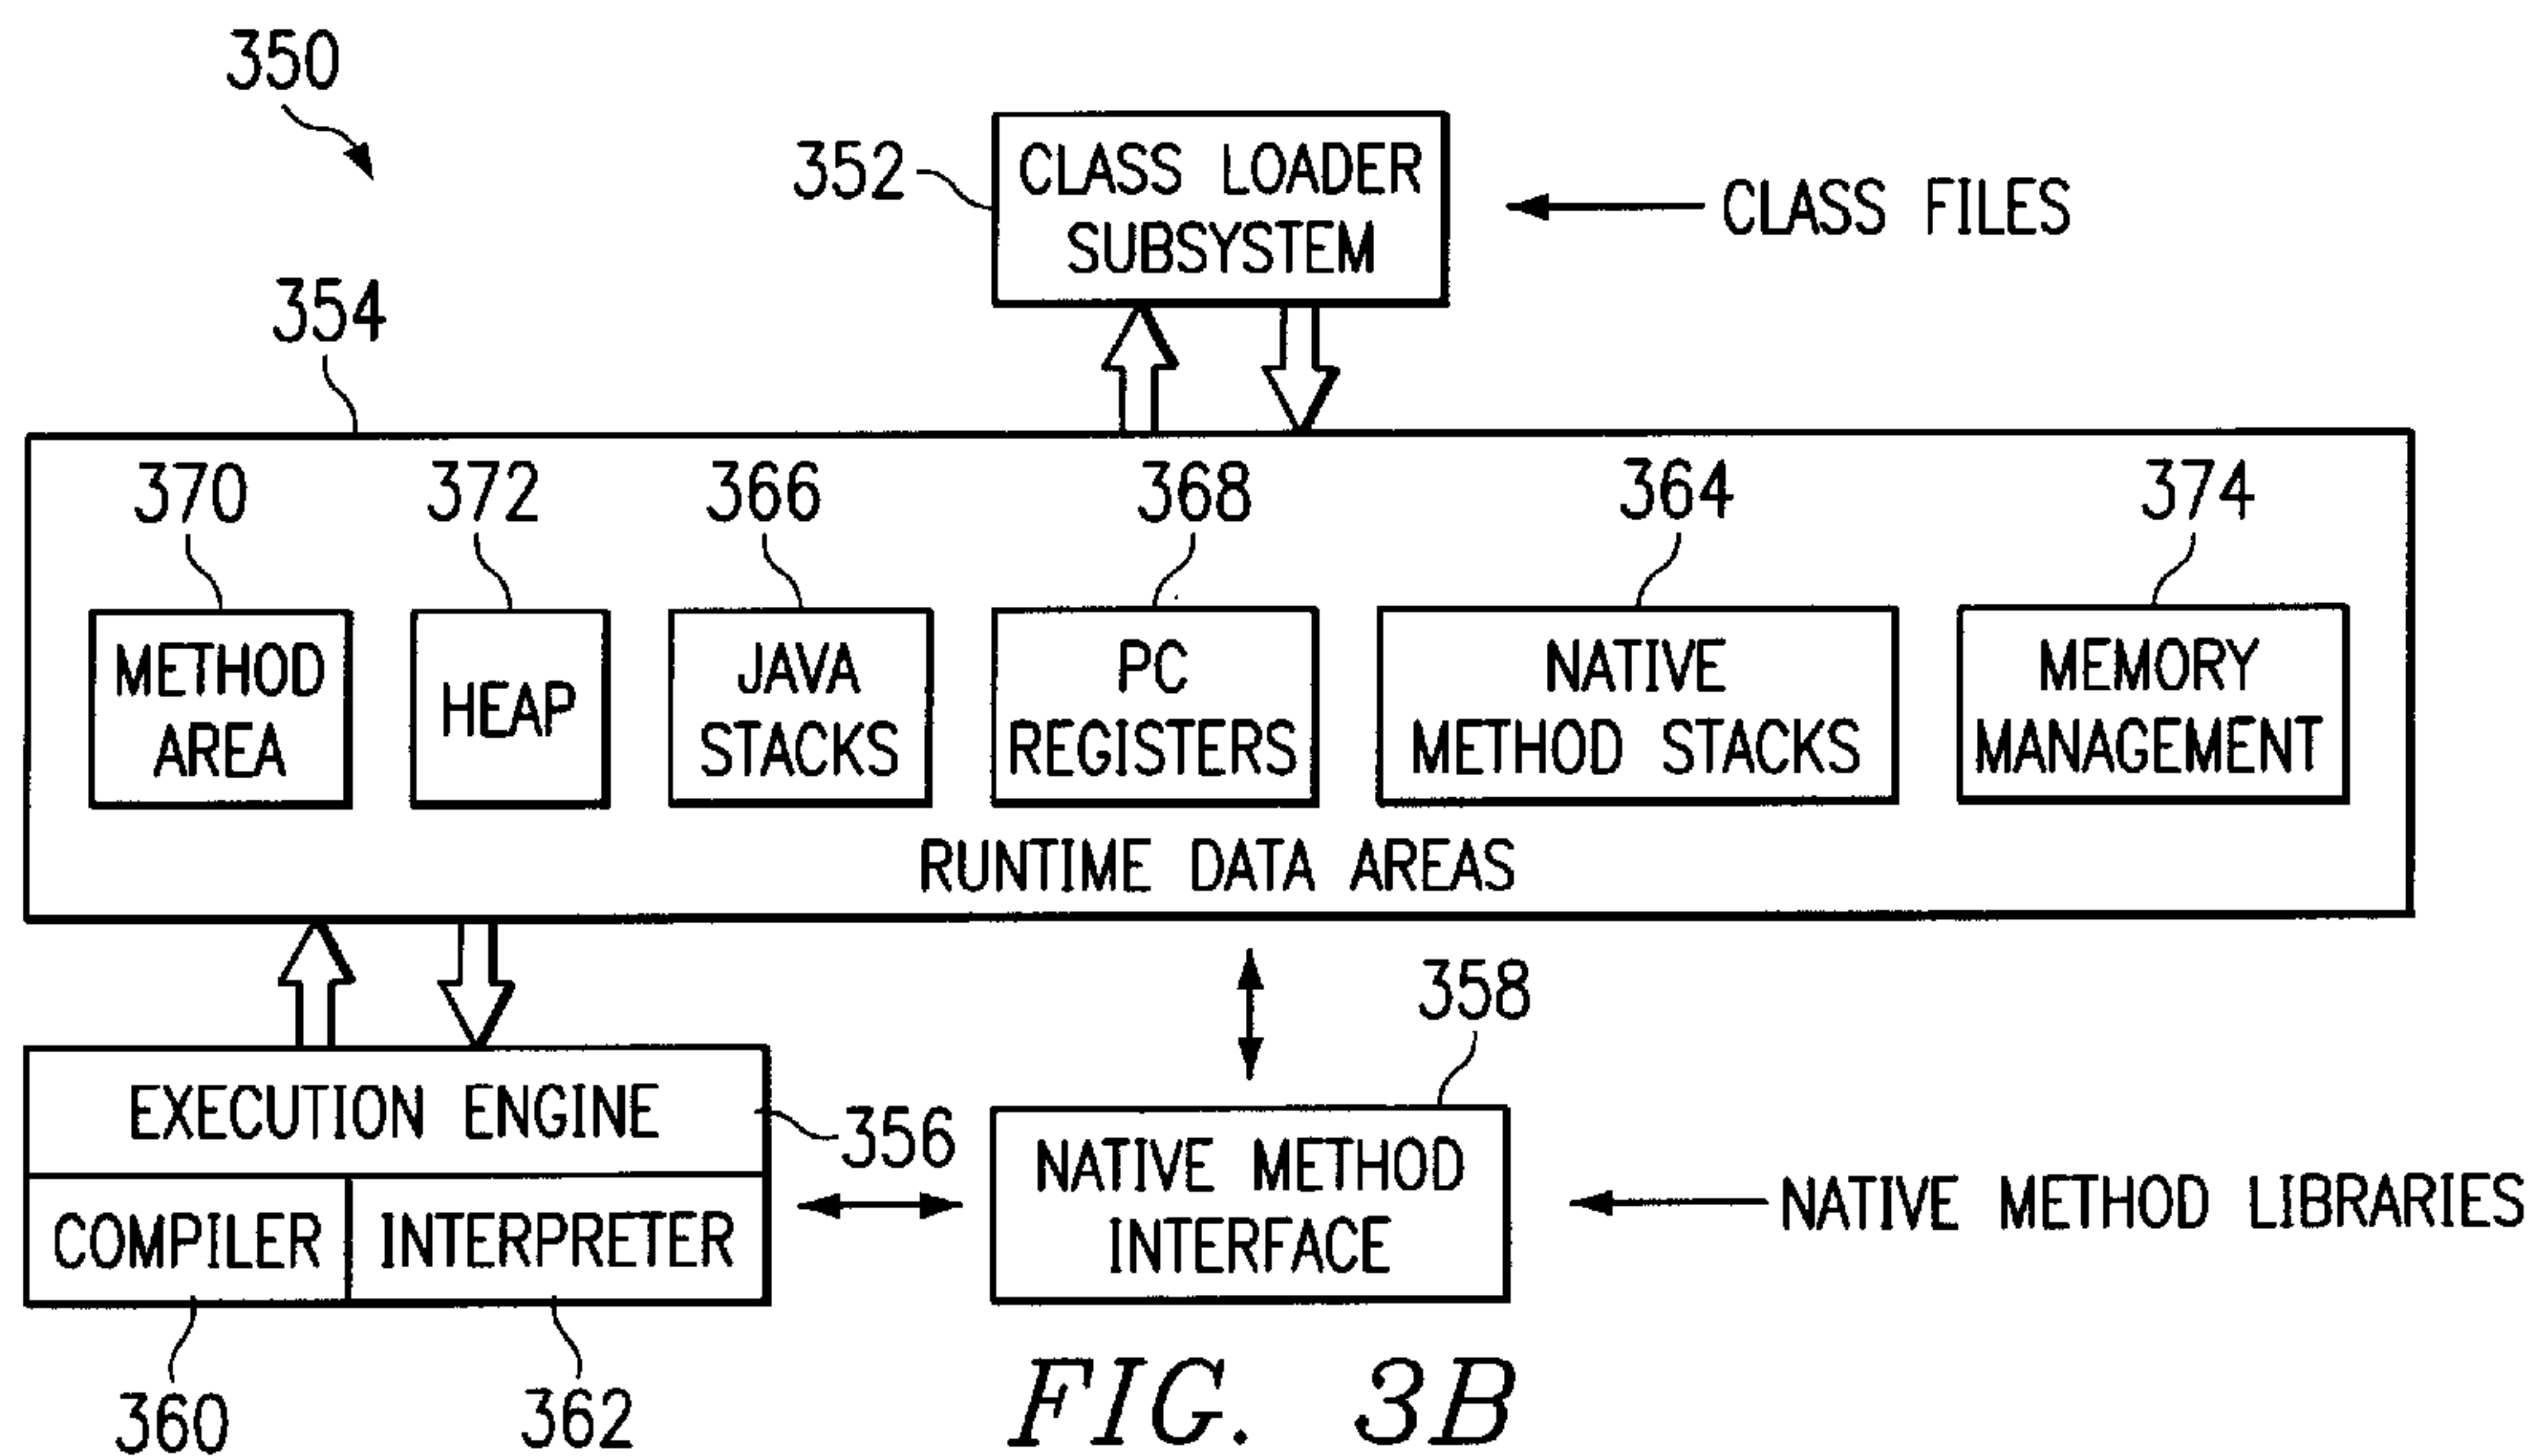 350
352
CLASS LOADER
SUBSYSTEM
CLASS FILES
354
370
372
366
368
364
374
METHOD
AREA
HEAP
JAVA
STACKS
PC
REGISTERS
NATIVE
METHOD STACKS
MEMORY
MANAGEMENT
RUNTIME DATA AREAS
EXECUTION ENGINE
356
COMPILER
INTERPRETER
360
362
358
NATIVE METHOD
INTERFACE
NATIVE METHOD LIBRARIES
FIG. 3B